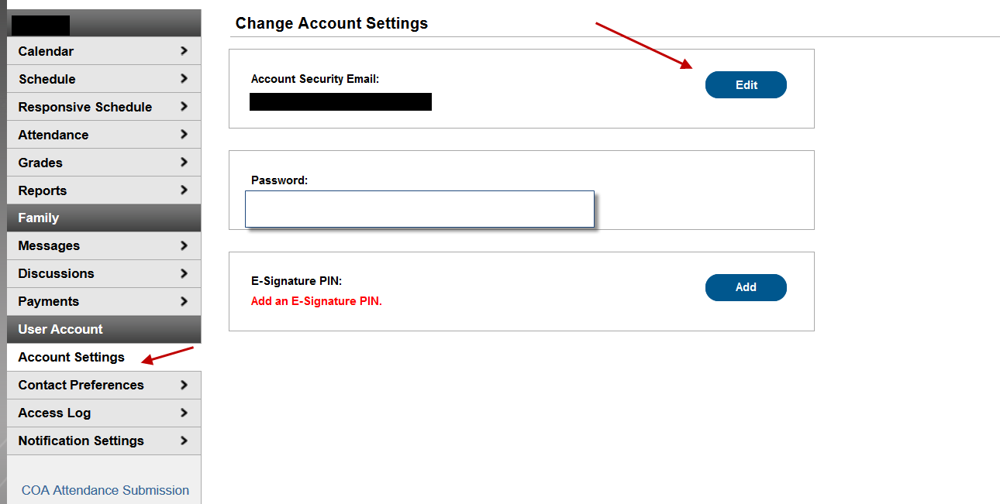 Change Account Settings
Calendar
Schedule
Responsive Schedule
Attendance
Grades
Reports
Family
Messages
Discussions
Payments
User Account
Account Settings
Contact Preferences
Access Log
Notification Settings
COA Attendance Submission
Account Security Email:
Edit
Password:
E-Signature PIN:
Add an E-Signature PIN.
Add